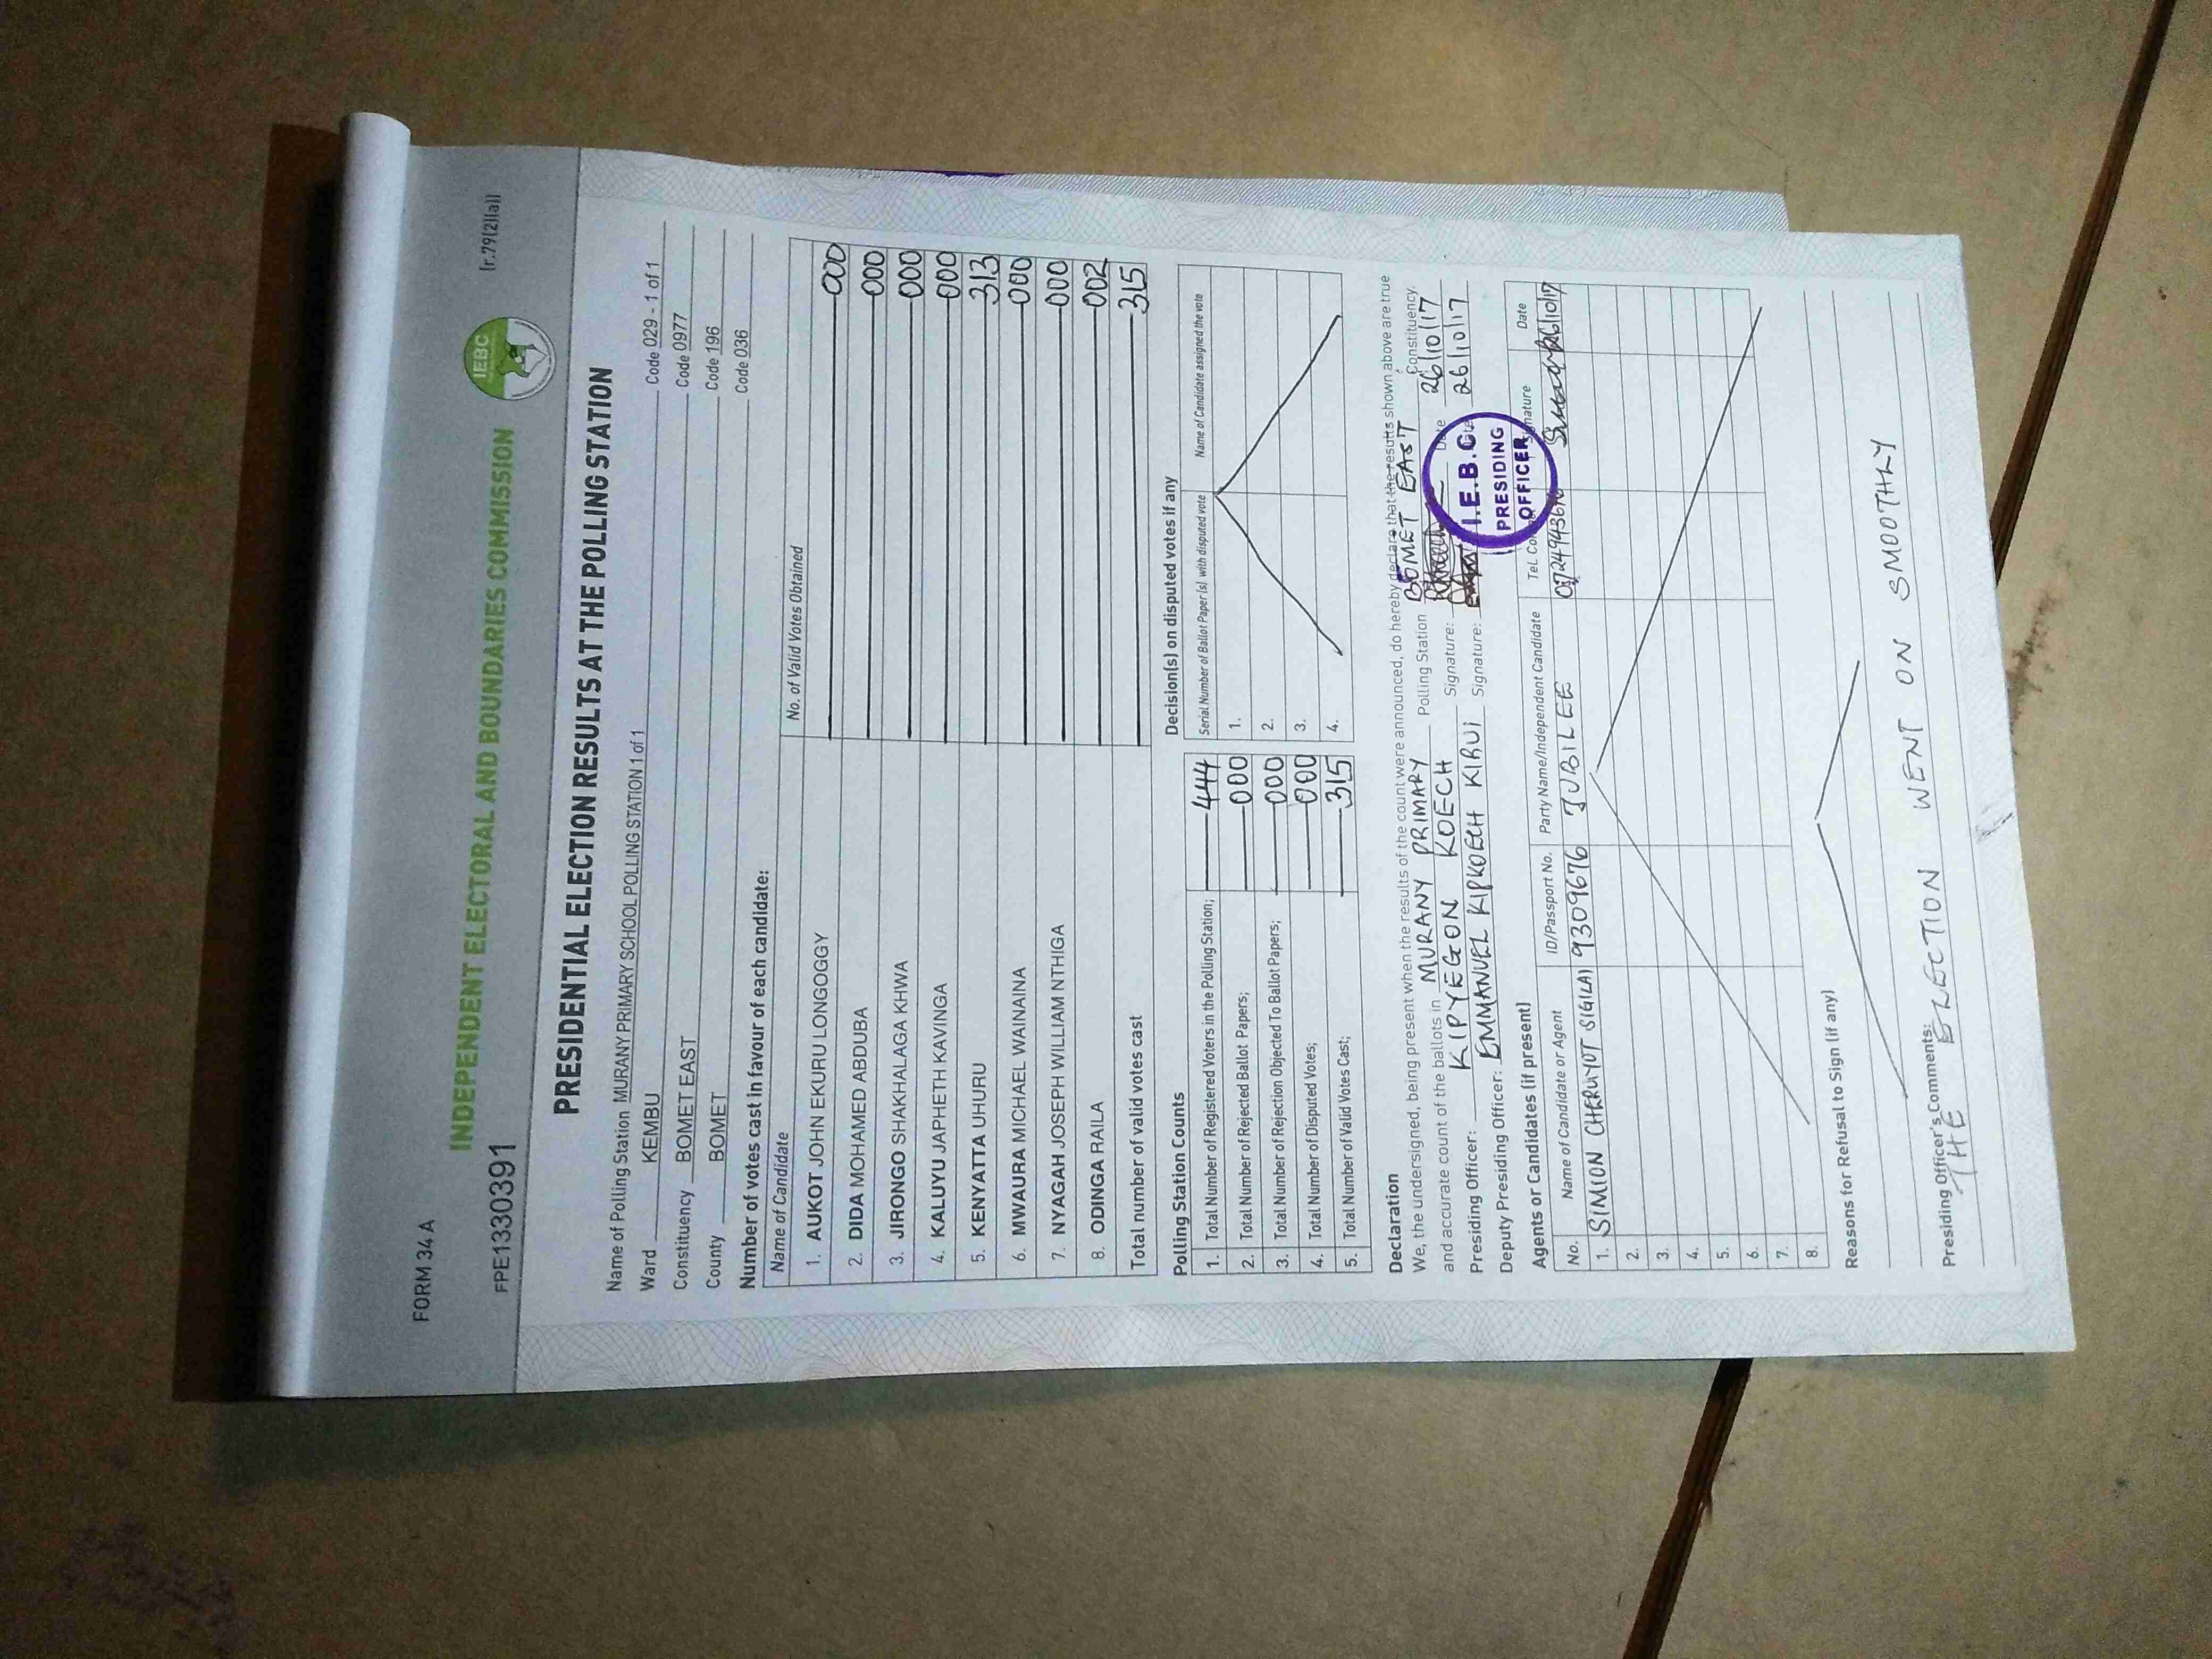 FORM 34 A
INDEPENDENT ELECTORAL AND BOUNDARIES COMMISSION
IEBC
(r.79(2)(a))
FPE1330391
PRESIDENTIAL ELECTION RESULTS AT THE POLLING STATION
Name of Polling Station MURANY PRIMARY SCHOOL POLLING STATION 1 of 1 Code 029 - 1 of 1
Ward KEMBU Code 0977
Constituency BOMET EAST Code 196
County BOMET Code 036
Number of votes cast in favour of each candidate:
Name of Candidate No. of Valid Votes Obtained
1. AUKOT JOHN EKURU LONGOGGY 000
2. DIDA MOHAMED ABDUBA 000
3. JIRONGO SHAKHALAGA KHWA 000
4. KALUYU JAPHETH KAVINGA 000
5. KENYATTA UHURU 313
6. MWAURA MICHAEL WAINAINA 000
7. NYAGAH JOSEPH WILLIAM NTHIGA 000
8. ODINGA RAILA 002
Total number of valid votes cast 315
Polling Station Counts
1. Total Number of Registered Voters in the Polling Station; 444
2. Total Number of Rejected Ballot Papers; 000
3. Total Number of Rejection Objected To Ballot Papers; 000
4. Total Number of Disputed Votes; 000
5. Total Number of Valid Votes Cast; 315
Decision(s) on disputed votes if any
Serial Number of Ballot Paper (s) with disputed vote Name of Candidate assigned the vote
1.
2.
3.
4.
Declaration
We, the undersigned, being present when the results of the count were announced, do hereby declare that the results shown above are true
and accurate count of the ballots in MURANY PRIMARY Polling Station BOMET EAST Constituency.
Presiding Officer: KIPYEGON KOECH Signature: Date 26/10/17
Deputy Presiding Officer: EMMANUEL KIPKOECH KIRUI Signature: 26/10/17
I.E.B.C.
PRESIDING
OFFICER
Agents or Candidates (if present)
No. Name of Candidate or Agent ID/Passport No. Party Name/Independent Candidate Date
1. SIMION CHERUYOT SIGILAI 9309676 JUBILEE 26/10/17
2.
3.
4.
5.
6.
7.
8.
Reasons for Refusal to Sign (if any)
Presiding Officer's Comments:
THE ELECTION WENT ON SMOOTHLY